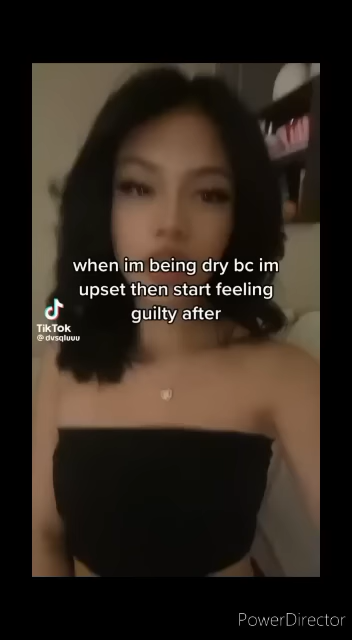 when im being dry bc im
upset then start feeling
guilty after
TikTok
@dvsqluuu
PowerDirector